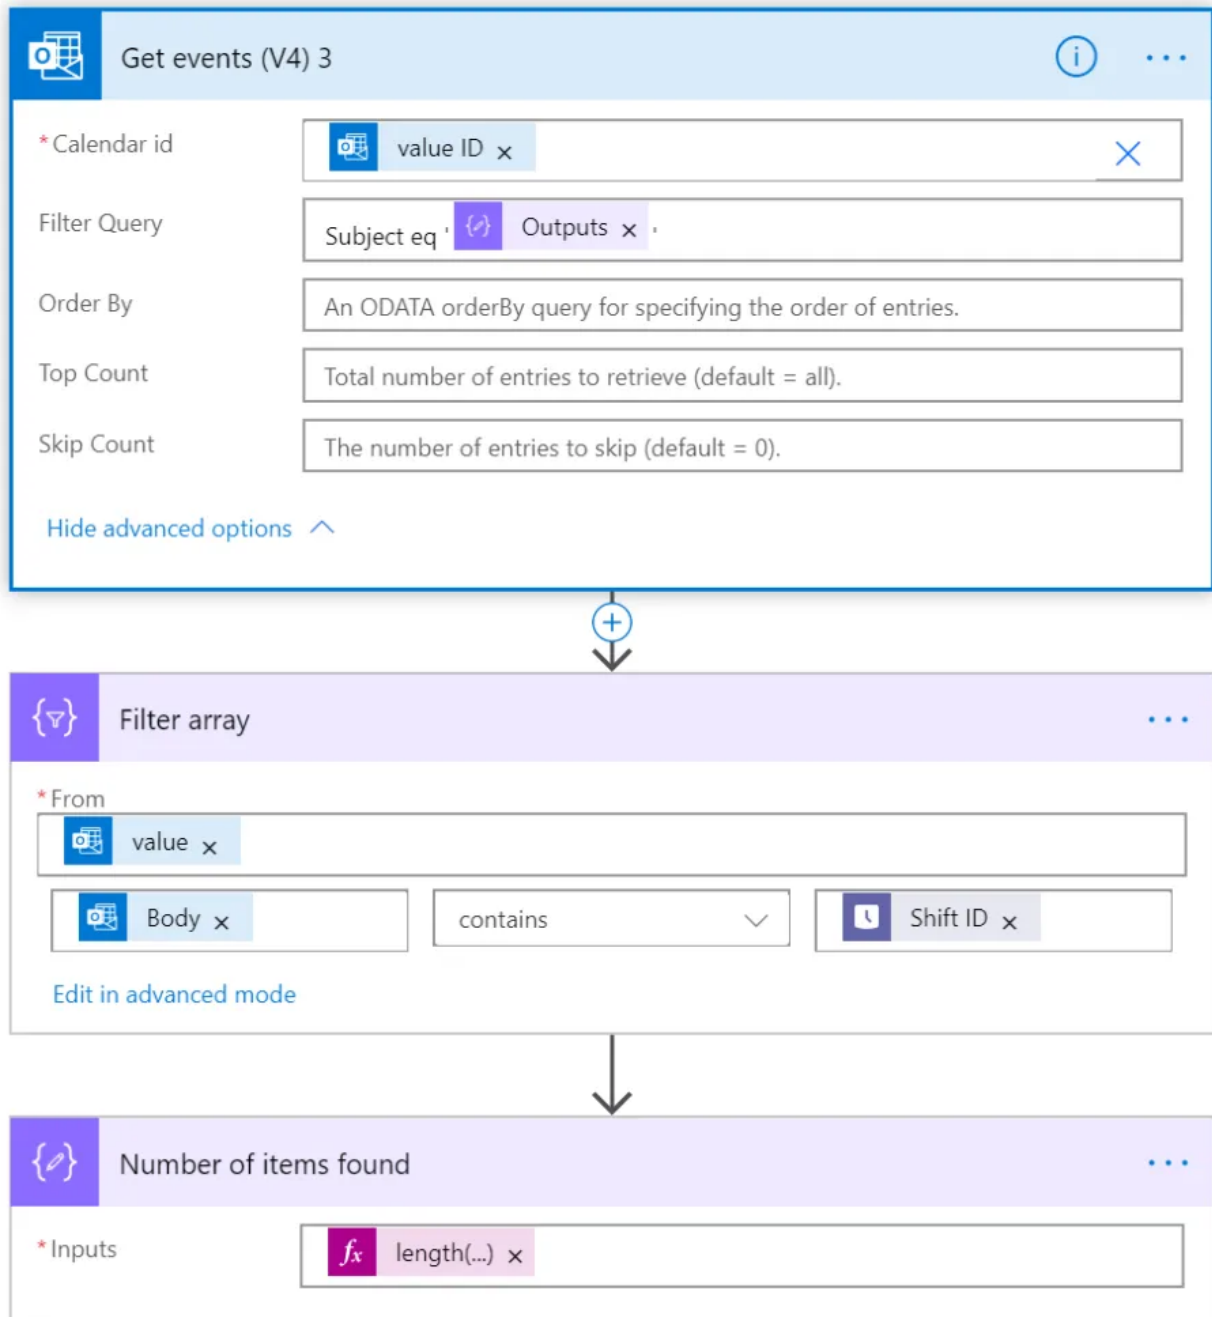 Get events (V4) 3
* Calendar id
value ID ×
Filter Query
Subject eq ' Outputs × '
Order By
An ODATA orderBy query for specifying the order of entries.
Top Count
Total number of entries to retrieve (default = all).
Skip Count
The number of entries to skip (default = 0).
Hide advanced options
Filter array
* From
value ×
Body × contains Shift ID ×
Edit in advanced mode
Number of items found
* Inputs
fx length(...) ×